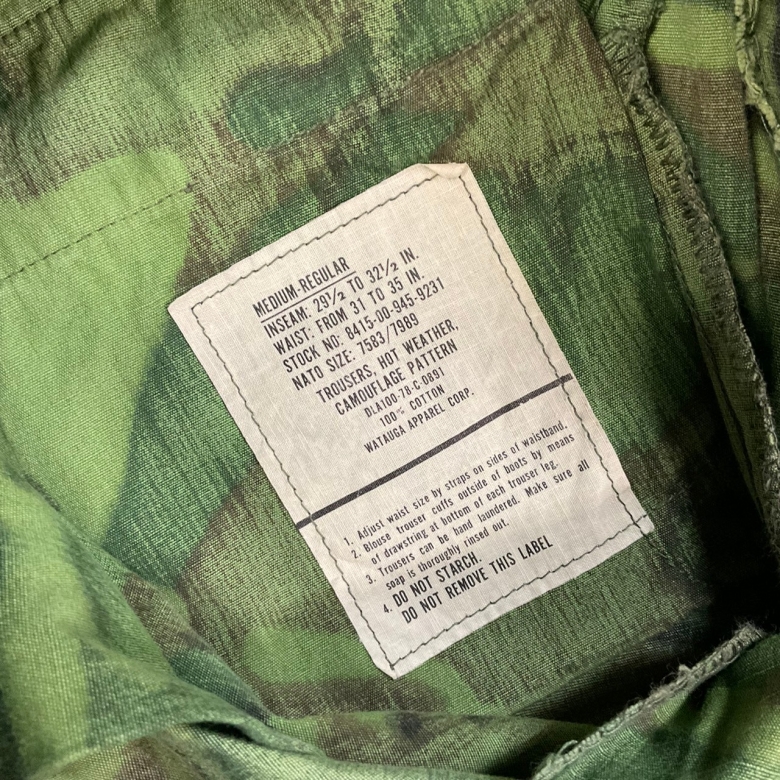 MEDIUM-REGULAR
INSEAM: 29½ TO 32½ IN.
WAIST: FROM 31 TO 35 IN.
STOCK NO: 8415-00-945-9231
NATO SIZE: 7583/7989
TROUSERS, HOT WEATHER,
CAMOUFLAGE PATTERN
DLA100-78-C-0891
100% COTTON
WATAUGA APPAREL CORP.
1. Adjust waist size by straps on sides of waistband.
2. Blouse trouser cuffs outside of boots by means
of drawstring at bottom of each trouser leg.
3. Trousers can be hand laundered. Make sure all
soap is thoroughly rinsed out.
4. DO NOT STARCH.
DO NOT REMOVE THIS LABEL